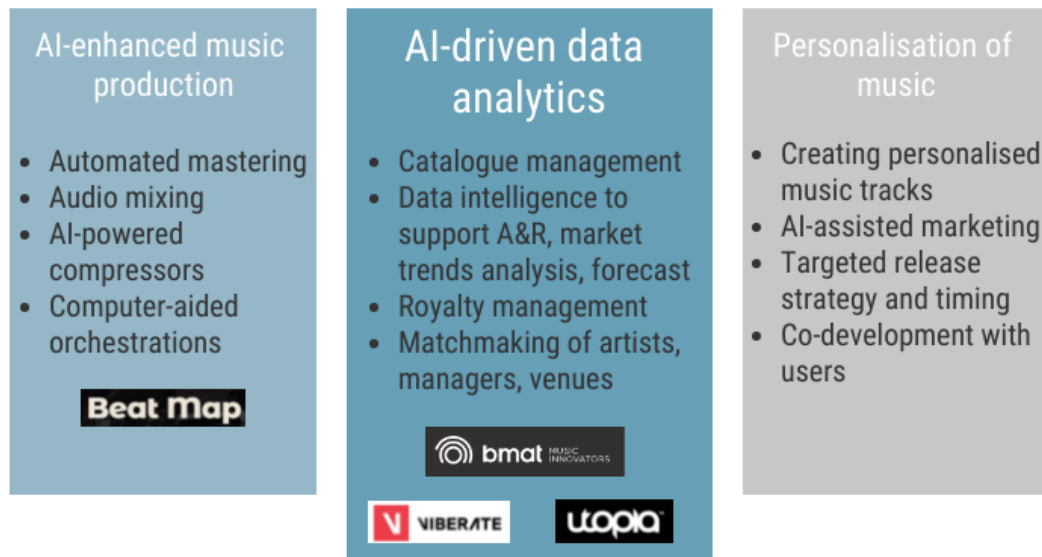 AI-enhanced music
production
• Automated mastering
• Audio mixing
• AI-powered
compressors
• Computer-aided
orchestrations
Beat Map
AI-driven data
analytics
• Catalogue management
• Data intelligence to
support A&R, market
trends analysis, forecast
• Royalty management
• Matchmaking of artists,
managers, venues
bmat MUSIC
INNOVATORS
VIBERATE
utopia
Personalisation of
music
• Creating personalised
music tracks
• AI-assisted marketing
• Targeted release
strategy and timing
• Co-development with
users